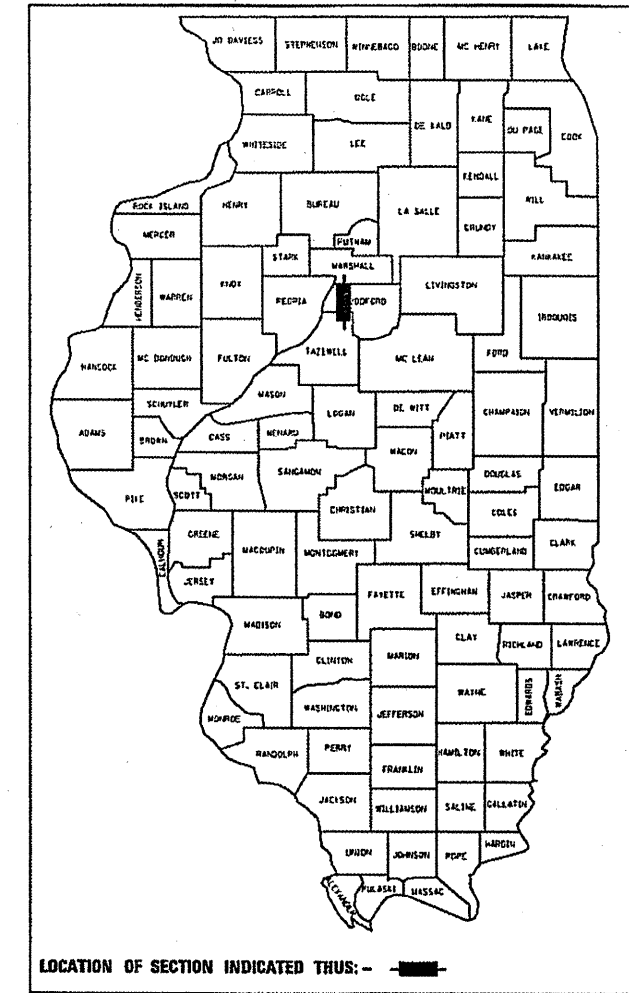 JO DAVIESS STEPHENSON WINNEBAGO BOONE MC HENRY LAKE
CARROLL OGLE
DE KALB KANE DU PAGE COOK
WHITESIDE LEE
KENDALL
ROCK ISLAND HENRY BUREAU LA SALLE WILL
MERCER PUTNAM GRUNDY
STARK MARSHALL KANKAKEE
HENDERSON WARREN KNOX PEORIA WOODFORD LIVINGSTON
IROQUOIS
HANCOCK MC DONOUGH FULTON TAZEWELL MC LEAN FORD
MASON
SCHUYLER LOGAN DE WITT CHAMPAIGN VERMILION
ADAMS BROWN CASS MENARD MACON PIATT
MORGAN SANGAMON DOUGLAS EDGAR
PIKE SCOTT CHRISTIAN MOULTRIE COLES
GREENE MACOUPIN MONTGOMERY SHELBY CLARK
CALHOUN CUMBERLAND
JERSEY FAYETTE EFFINGHAM JASPER CRAWFORD
MADISON BOND
CLAY RICHLAND LAWRENCE
CLINTON MARION
ST. CLAIR WAYNE EDWARDS WABASH
MONROE WASHINGTON JEFFERSON
RANDOLPH PERRY HAMILTON WHITE
FRANKLIN
JACKSON WILLIAMSON SALINE GALLATIN
UNION JOHNSON POPE HARDIN
ALEXANDER PULASKI MASSAC
LOCATION OF SECTION INDICATED THUS: -